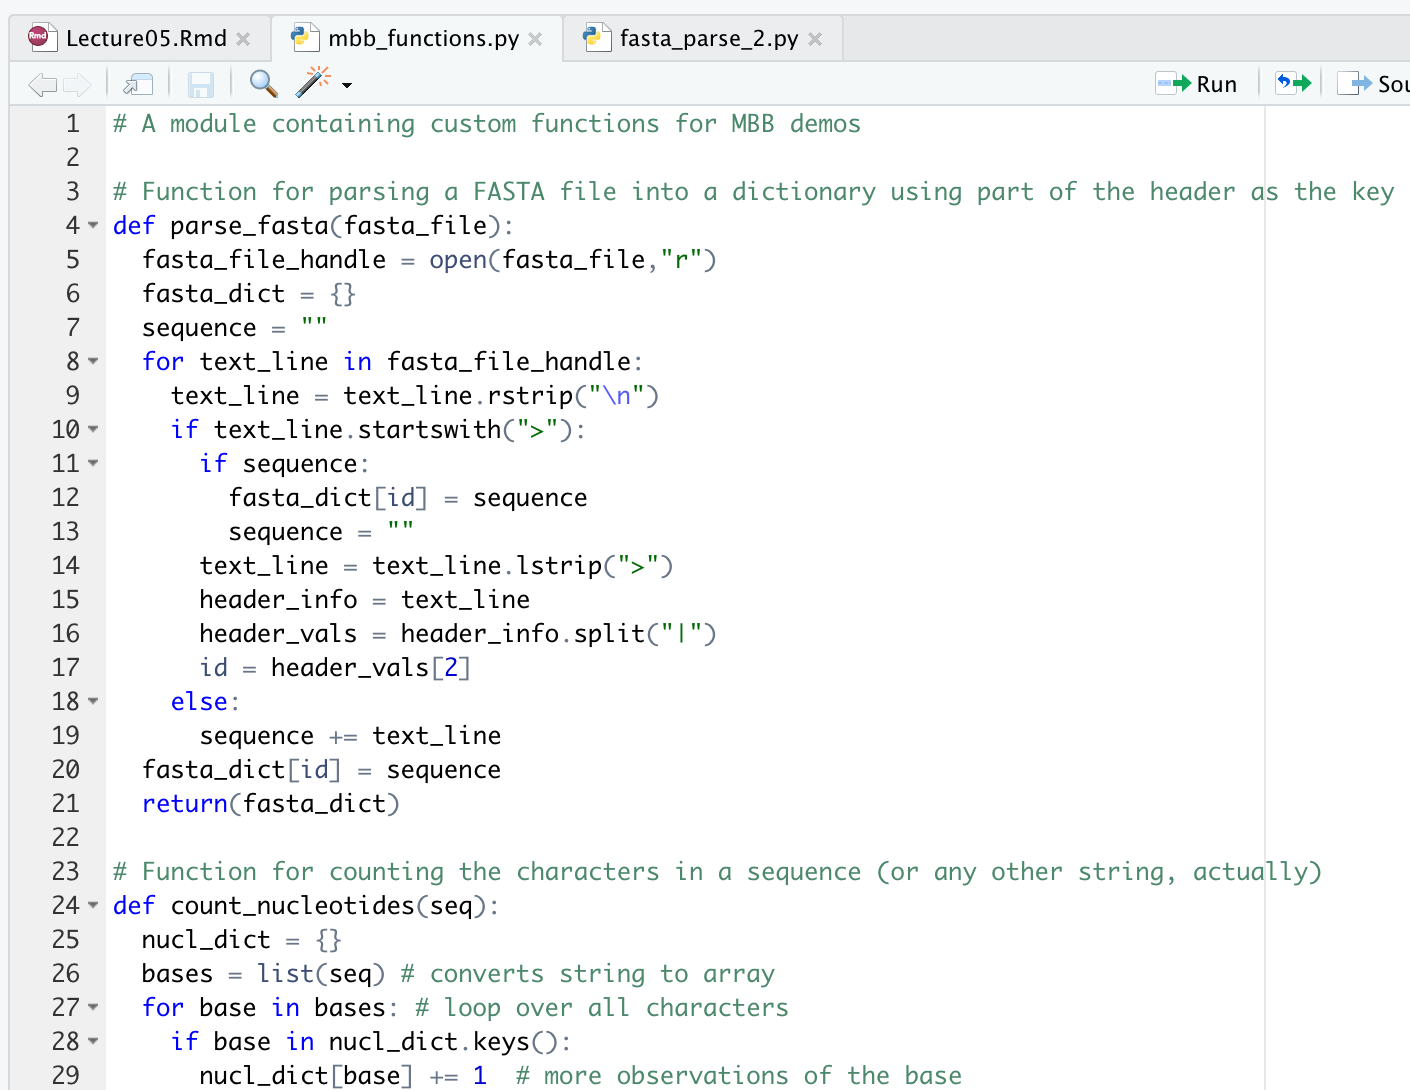 Rmd Lecture05.Rmd × mbb_functions.py × fasta_parse_2.py ×
Run
1 # A module containing custom functions for MBB demos
2
3 # Function for parsing a FASTA file into a dictionary using part of the header as the key
4 def parse_fasta(fasta_file):
5   fasta_file_handle = open(fasta_file,"r")
6   fasta_dict = {}
7   sequence = ""
8   for text_line in fasta_file_handle:
9     text_line = text_line.rstrip("\n")
10     if text_line.startswith(">"):
11       if sequence:
12         fasta_dict[id] = sequence
13         sequence = ""
14       text_line = text_line.lstrip(">")
15       header_info = text_line
16       header_vals = header_info.split("|")
17       id = header_vals[2]
18     else:
19       sequence += text_line
20   fasta_dict[id] = sequence
21   return(fasta_dict)
22
23 # Function for counting the characters in a sequence (or any other string, actually)
24 def count_nucleotides(seq):
25   nucl_dict = {}
26   bases = list(seq) # converts string to array
27   for base in bases: # loop over all characters
28     if base in nucl_dict.keys():
29       nucl_dict[base] += 1  # more observations of the base